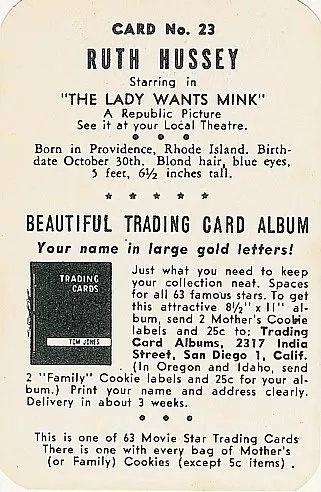 CARD No. 23
RUTH HUSSEY
Starring in
"THE LADY WANTS MINK"
A Republic Picture
See it at your Local Theatre.
Born in Providence, Rhode Island. Birth-
date October 30th. Blond hair, blue eyes,
5 feet, 6½ inches tall.
BEAUTIFUL TRADING CARD ALBUM
Your name in large gold letters!
TRADING
CARDS
TOM JONES
Just what you need to keep
your collection neat. Spaces
for all 63 famous stars. To get
this attractive 8½" x 11" al-
bum, send 2 Mother's Cookie
labels and 25c to: Trading
Card Albums, 2317 India
Street, San Diego 1, Calif.
(In Oregon and Idaho, send
2 "Family" Cookie labels and 25c for your al-
bum.) Print your name and address clearly.
Delivery in about 3 weeks.
This is one of 63 Movie Star Trading Cards
There is one with every bag of Mother's
(or Family) Cookies (except 5c items).